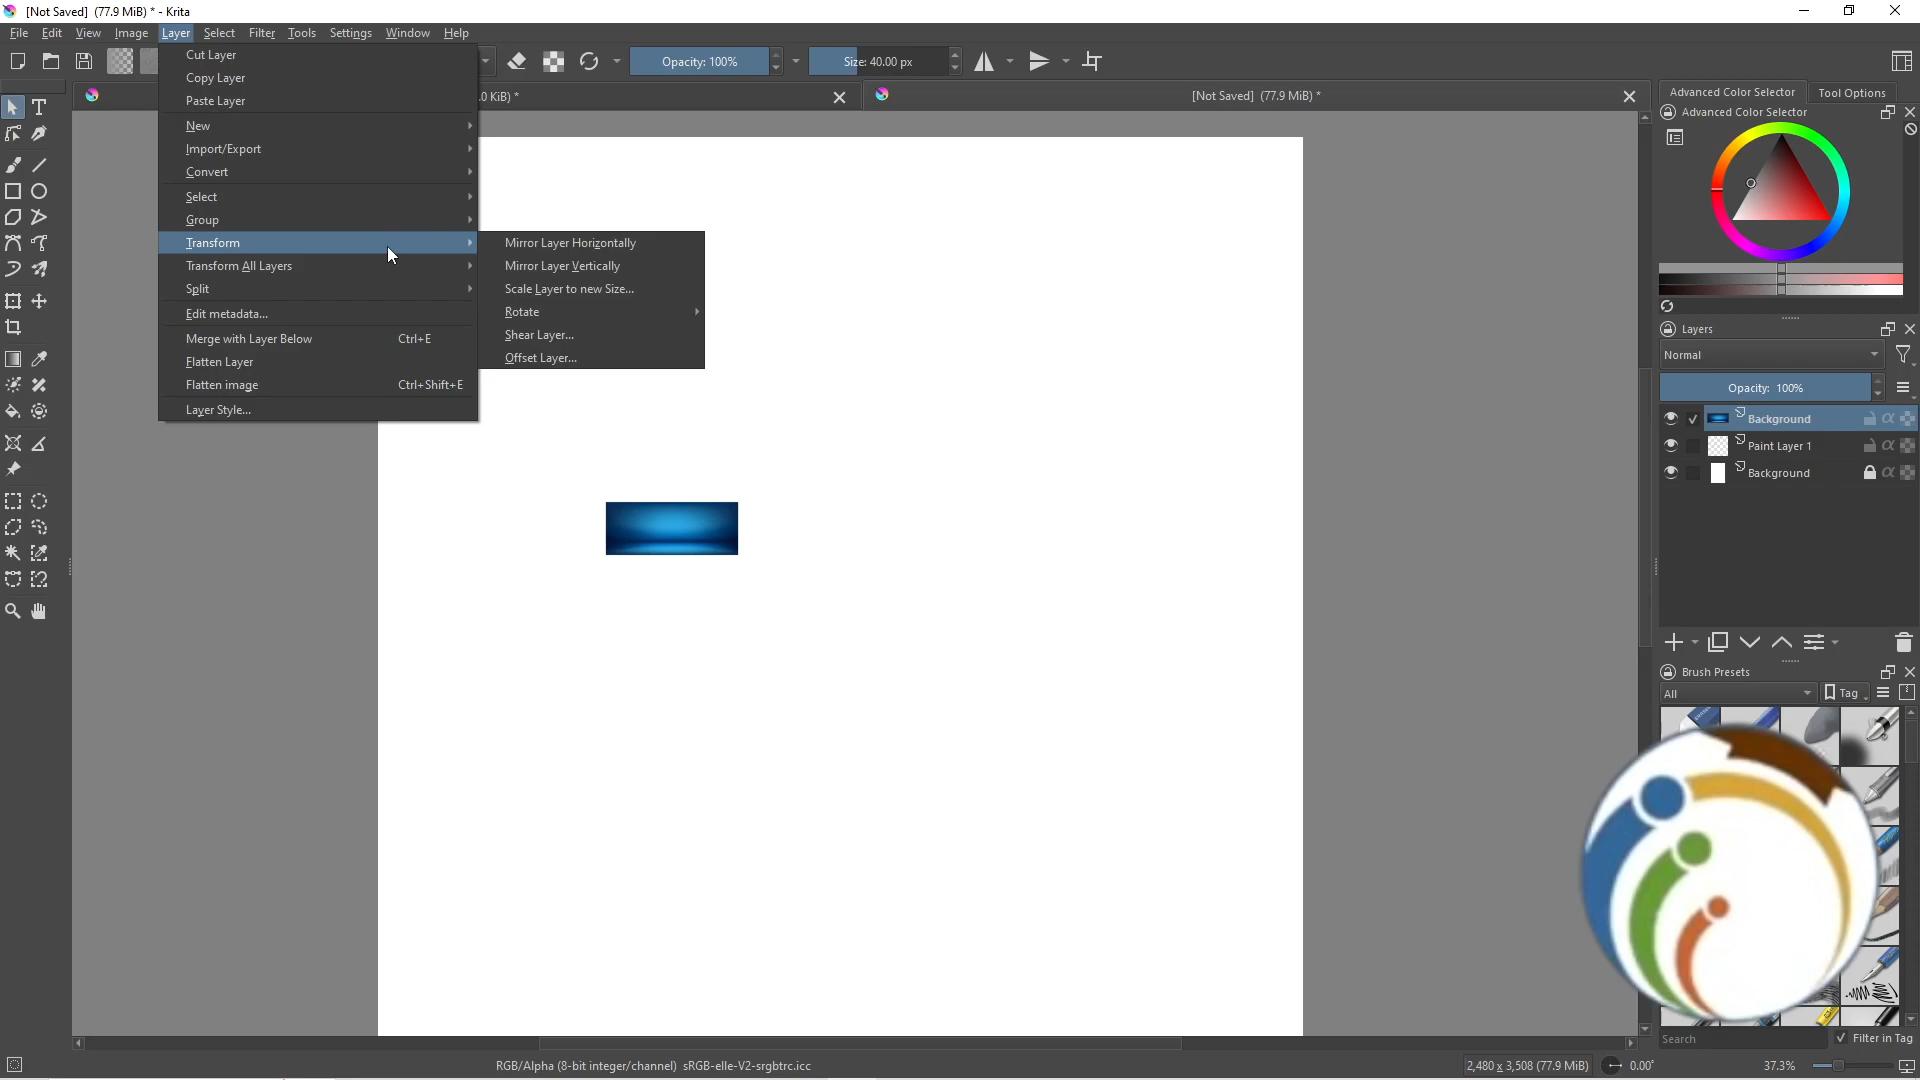 [Not Saved] (77.9 MiB) * - Krita
File Edit View Image Layer Select Filter Tools Settings Window Help
Opacity: 100%
Size: 40.00 px
.0 KiB) *
[Not Saved] (77.9 MiB) *
Cut Layer
Copy Layer
Paste Layer
New
Import/Export
Convert
Select
Group
Transform
Transform All Layers
Split
Edit metadata...
Merge with Layer Below Ctrl+E
Flatten Layer
Flatten image Ctrl+Shift+E
Layer Style...
Mirror Layer Horizontally
Mirror Layer Vertically
Scale Layer to new Size...
Rotate
Shear Layer...
Offset Layer...
Advanced Color Selector Tool Options
Advanced Color Selector
Layers
Normal
Opacity: 100%
Background
Paint Layer 1
Background
Brush Presets
All
Tag
Search
Filter in Tag
RGB/Alpha (8-bit integer/channel) sRGB-elle-V2-srgbtrc.icc
2,480 x 3,508 (77.9 MiB)
0.00°
37.3%